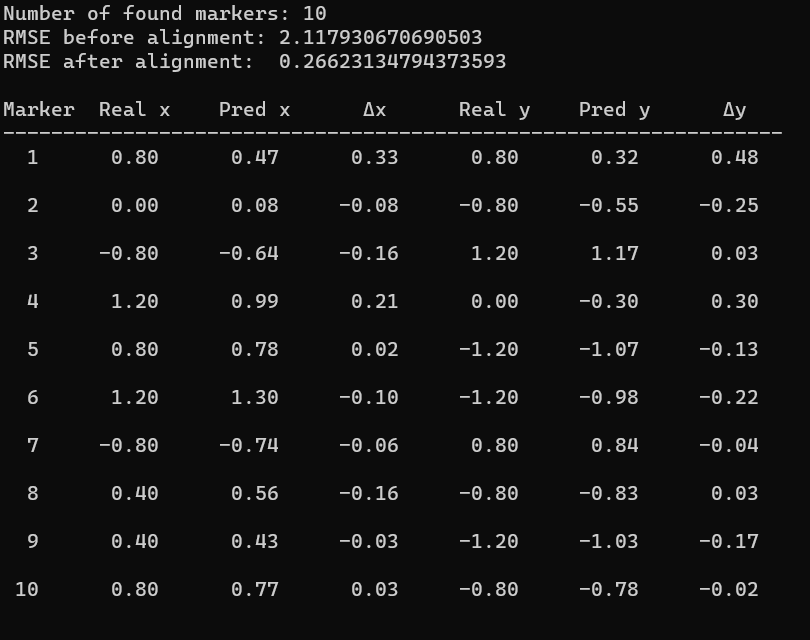 Number of found markers: 10
RMSE before alignment: 2.117930670690503
RMSE after alignment:  0.26623134794373593
Marker  Real x    Pred x      Δx      Real y    Pred y      Δy
-----------------------------------------------------------------
  1      0.80      0.47      0.33      0.80      0.32      0.48
  2      0.00      0.08     -0.08     -0.80     -0.55     -0.25
  3     -0.80     -0.64     -0.16      1.20      1.17      0.03
  4      1.20      0.99      0.21      0.00     -0.30      0.30
  5      0.80      0.78      0.02     -1.20     -1.07     -0.13
  6      1.20      1.30     -0.10     -1.20     -0.98     -0.22
  7     -0.80     -0.74     -0.06      0.80      0.84     -0.04
  8      0.40      0.56     -0.16     -0.80     -0.83      0.03
  9      0.40      0.43     -0.03     -1.20     -1.03     -0.17
 10      0.80      0.77      0.03     -0.80     -0.78     -0.02